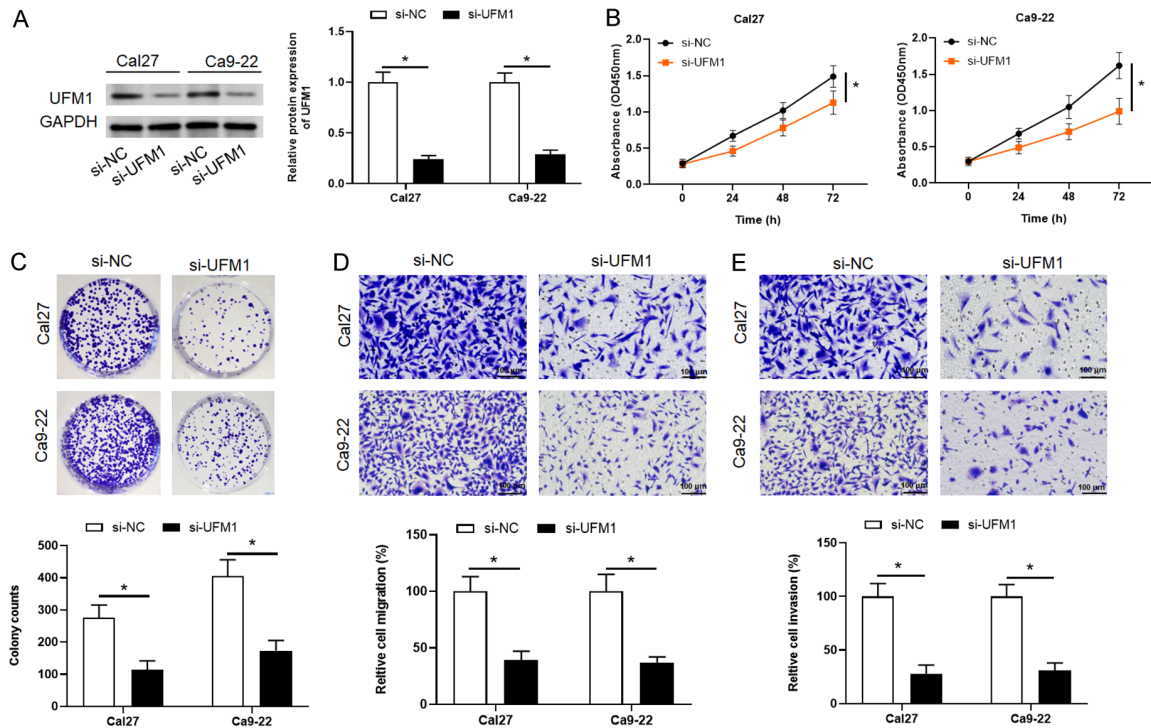 A
Cal27 Ca9-22
UFM1
GAPDH
si-NC si-UFM1 si-NC si-UFM1
si-NC si-UFM1
Relative protein expression
of UFM1
1.5
1.0
0.5
0.0
* *
Cal27 Ca9-22
B
Cal27
si-NC
si-UFM1
Absorbance (OD450nm)
2.0
1.5
1.0
0.5
0.0
*
0 24 48 72
Time (h)
Ca9-22
si-NC
si-UFM1
Absorbance (OD450nm)
2.0
1.5
1.0
0.5
0.0
*
0 24 48 72
Time (h)
C
si-NC si-UFM1
Cal27
Ca9-22
si-NC si-UFM1
Colony counts
500
400
300
200
100
0
* *
Cal27 Ca9-22
D
si-NC si-UFM1
Cal27
100 μm 100 μm
Ca9-22
100 μm 100 μm
si-NC si-UFM1
Reltive cell migration (%)
150
100
50
0
* *
Cal27 Ca9-22
E
si-NC si-UFM1
Cal27
100 μm 100 μm
Ca9-22
100 μm 100 μm
si-NC si-UFM1
Reltive cell invasion (%)
150
100
50
0
* *
Cal27 Ca9-22